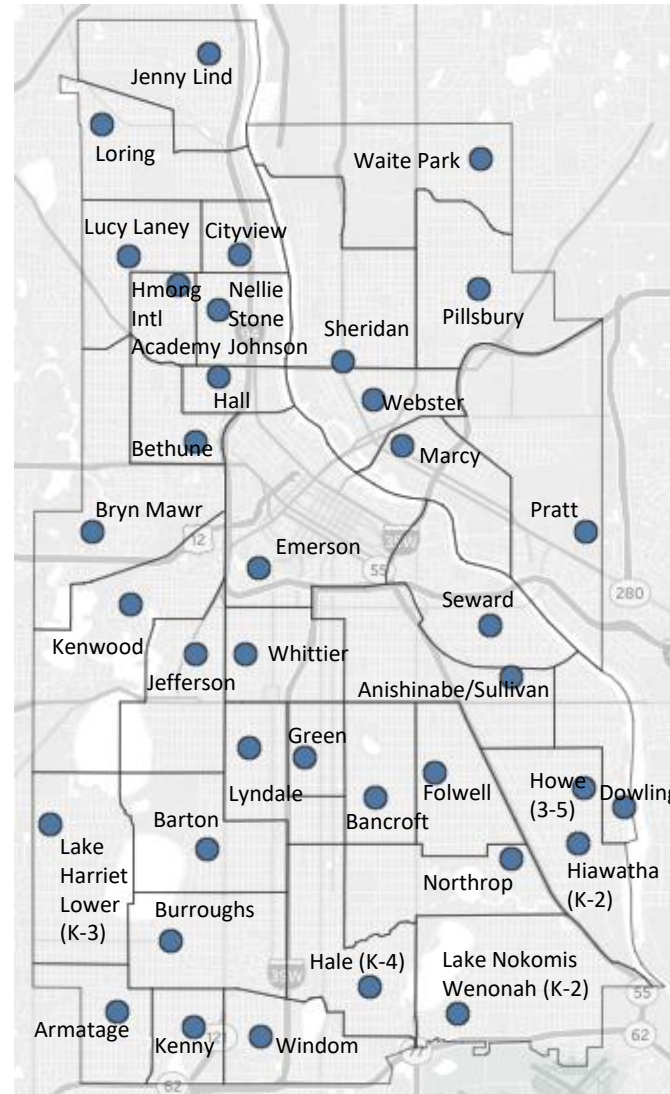 Jenny Lind
Loring
Waite Park
Lucy Laney
Cityview
Hmong
Intl
Academy
Nellie
Stone
Johnson
Pillsbury
Sheridan
Hall
Webster
Bethune
Marcy
Bryn Mawr
Pratt
12
Emerson
55
280
Seward
Kenwood
Whittier
Jefferson
Anishinabe/Sullivan
Green
Lyndale
Folwell
Howe
(3-5)
Dowling
Bancroft
Barton
Lake
Harriet
Lower
(K-3)
Northrop
Hiawatha
(K-2)
Burroughs
Hale (K-4)
Lake Nokomis
Wenonah (K-2)
35W
55
Armatage
Kenny
Windom
62
77
62